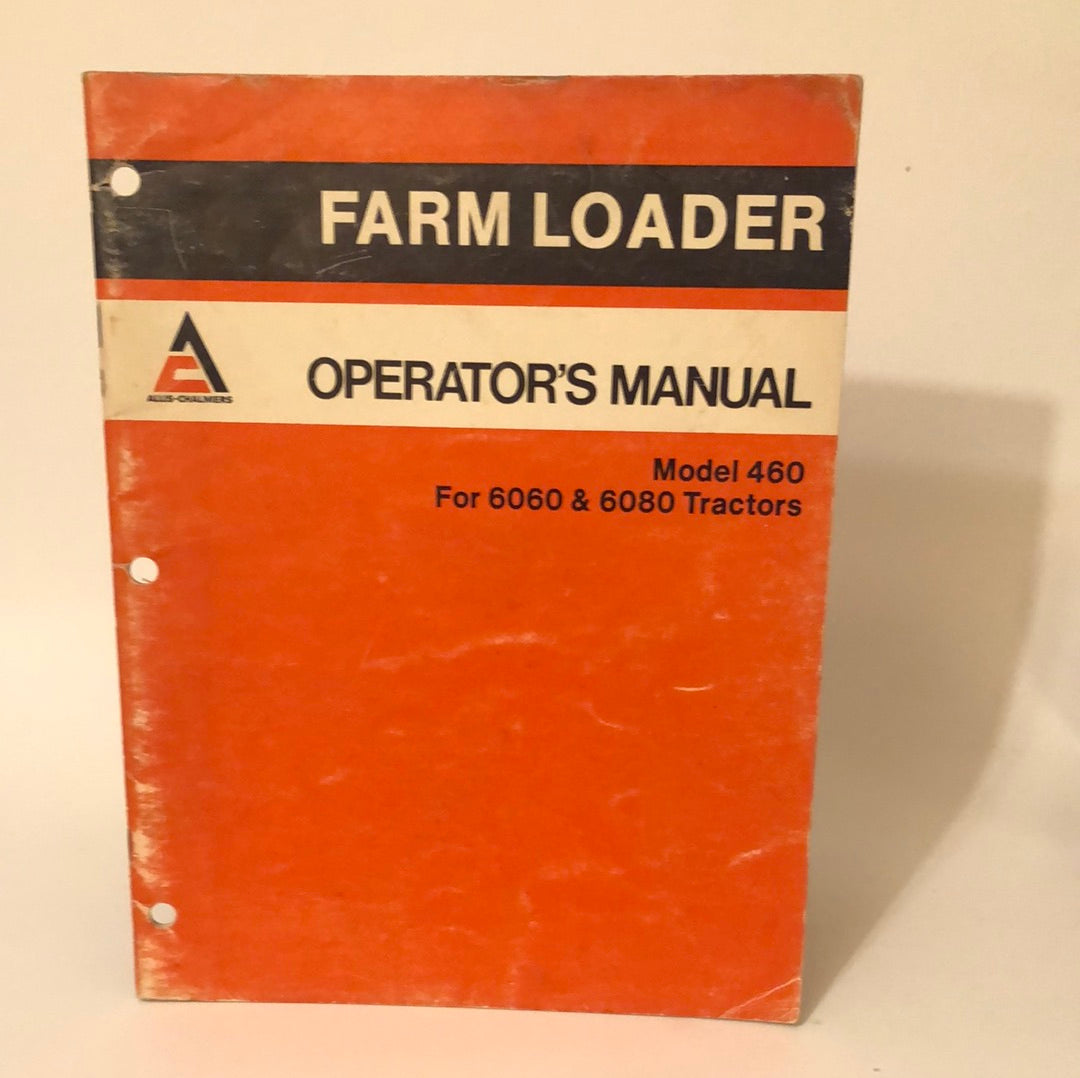 FARM LOADER
ALLIS-CHALMERS
OPERATOR'S MANUAL
Model 460
For 6060 & 6080 Tractors